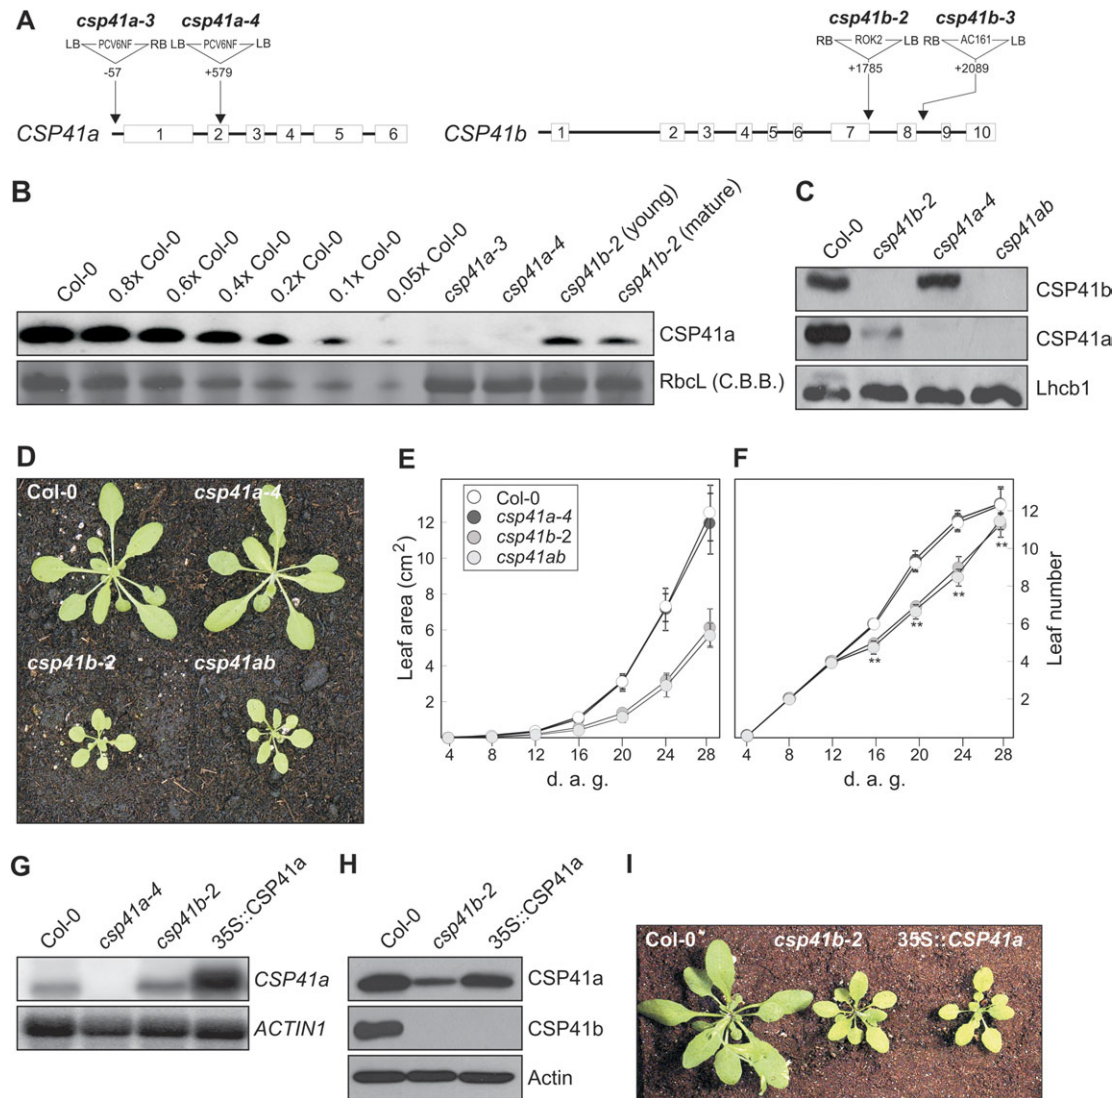 A
csp41a-3 csp41a-4
LB PCV6NF RB LB PCV6NF LB
-57 +579
CSP41a 1 2 3 4 5 6
csp41b-2 csp41b-3
RB ROK2 LB RB AC161 LB
+1785 +2089
CSP41b 1 2 3 4 5 6 7 8 9 10
B
Col-0
0.8x Col-0
0.6x Col-0
0.4x Col-0
0.2x Col-0
0.1x Col-0
0.05x Col-0
csp41a-3
csp41a-4
csp41b-2 (young)
csp41b-2 (mature)
CSP41a
RbcL (C.B.B.)
C
Col-0
csp41b-2
csp41a-4
csp41ab
CSP41b
CSP41a
Lhcb1
D
Col-0 csp41a-4
csp41b-2 csp41ab
E
Col-0
csp41a-4
csp41b-2
csp41ab
Leaf area (cm2)
12
10
8
6
4
2
4 8 12 16 20 24 28
d. a. g.
F
12
10
8
6
4
2
Leaf number
** ** ** **
4 8 12 16 20 24 28
d. a. g.
G
Col-0
csp41a-4
csp41b-2
35S::CSP41a
CSP41a
ACTIN1
H
Col-0
csp41b-2
35S::CSP41a
CSP41a
CSP41b
Actin
I
Col-0 csp41b-2 35S::CSP41a